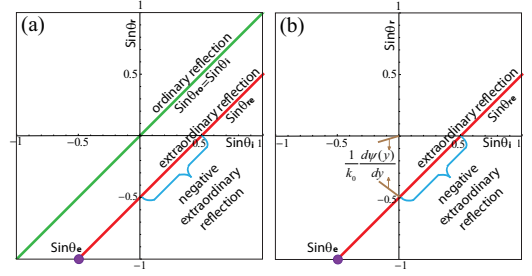 (a)
1
Sinθr
0.5
ordinary reflection
Sinθro=Sinθi
extraordinary reflection
Sinθre
−1
−0.5
0
0.5
Sinθi 1
−0.5
negative
extraordinary
reflection
Sinθe
−1
(b)
1
Sinθr
0.5
extraordinary reflection
Sinθre
−0.5
0
0.5
Sinθi 1
1/k0 dψ(y)/dy
−0.5
negative
extraordinary
reflection
Sinθe
−1